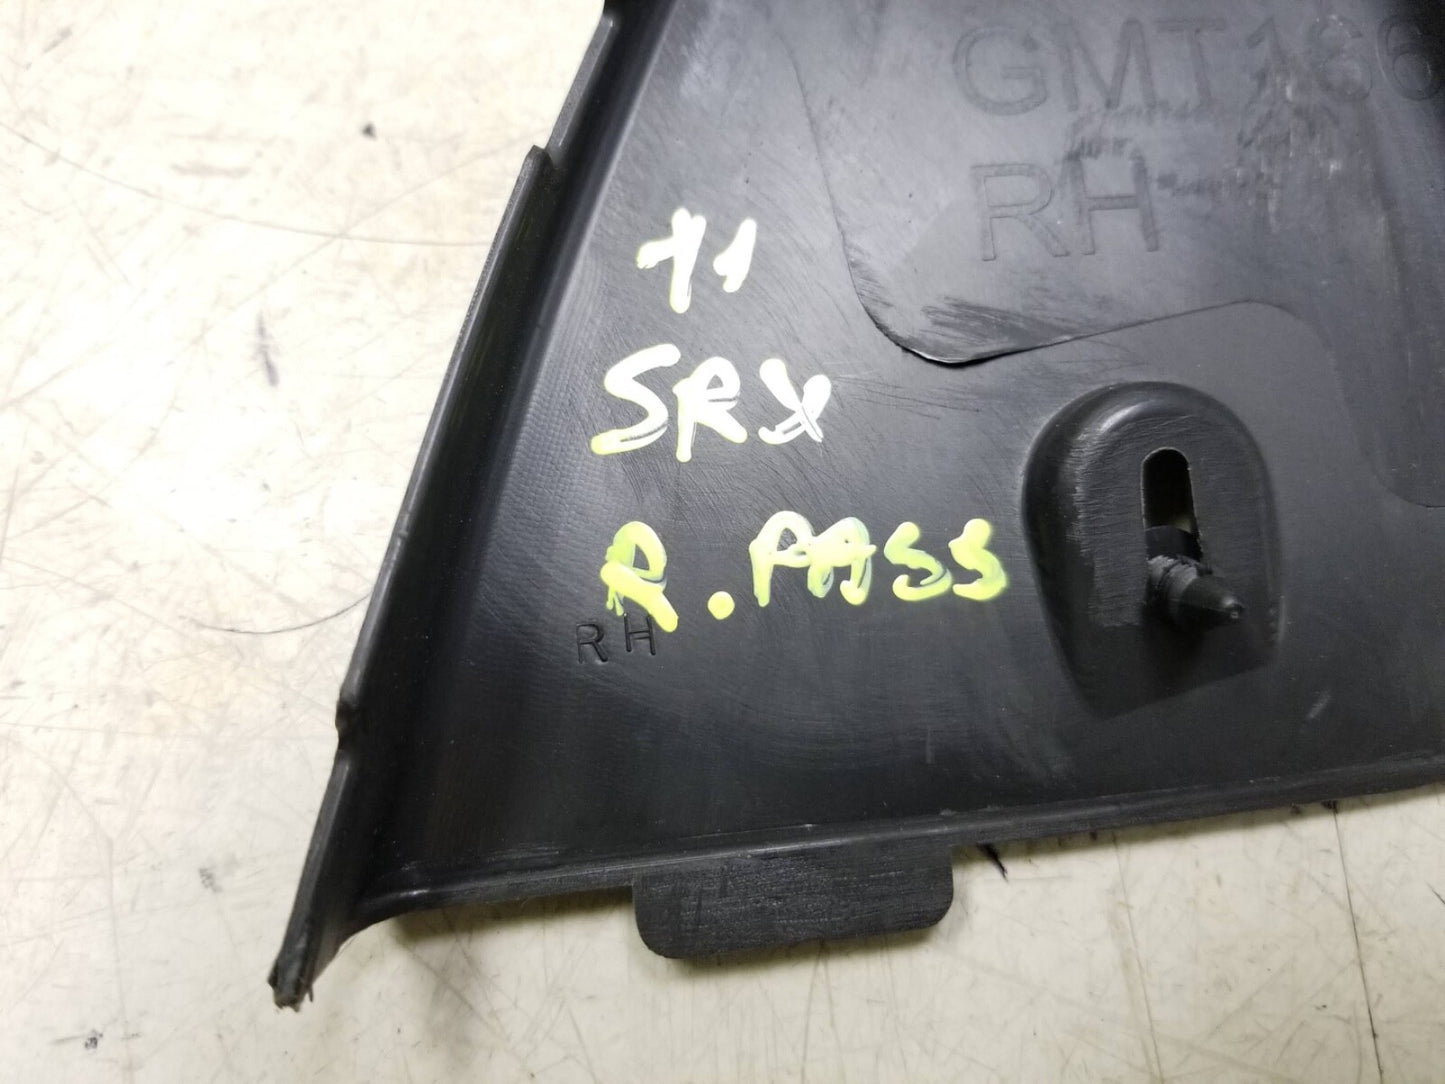 GMT166
RH
11
SRX
R. PASS
RH